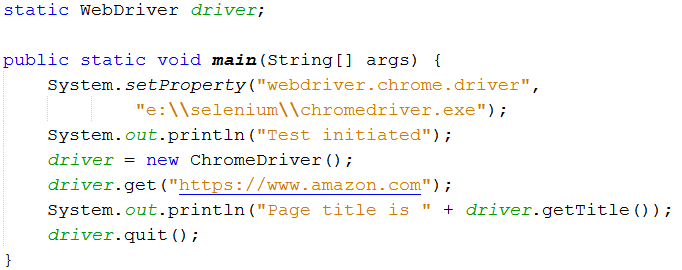 static WebDriver driver;
public static void main(String[] args) {
System.setProperty("webdriver.chrome.driver",
"e:\\selenium\\chromedriver.exe");
System.out.println("Test initiated");
driver = new ChromeDriver();
driver.get("https://www.amazon.com");
System.out.println("Page title is " + driver.getTitle());
driver.quit();
}